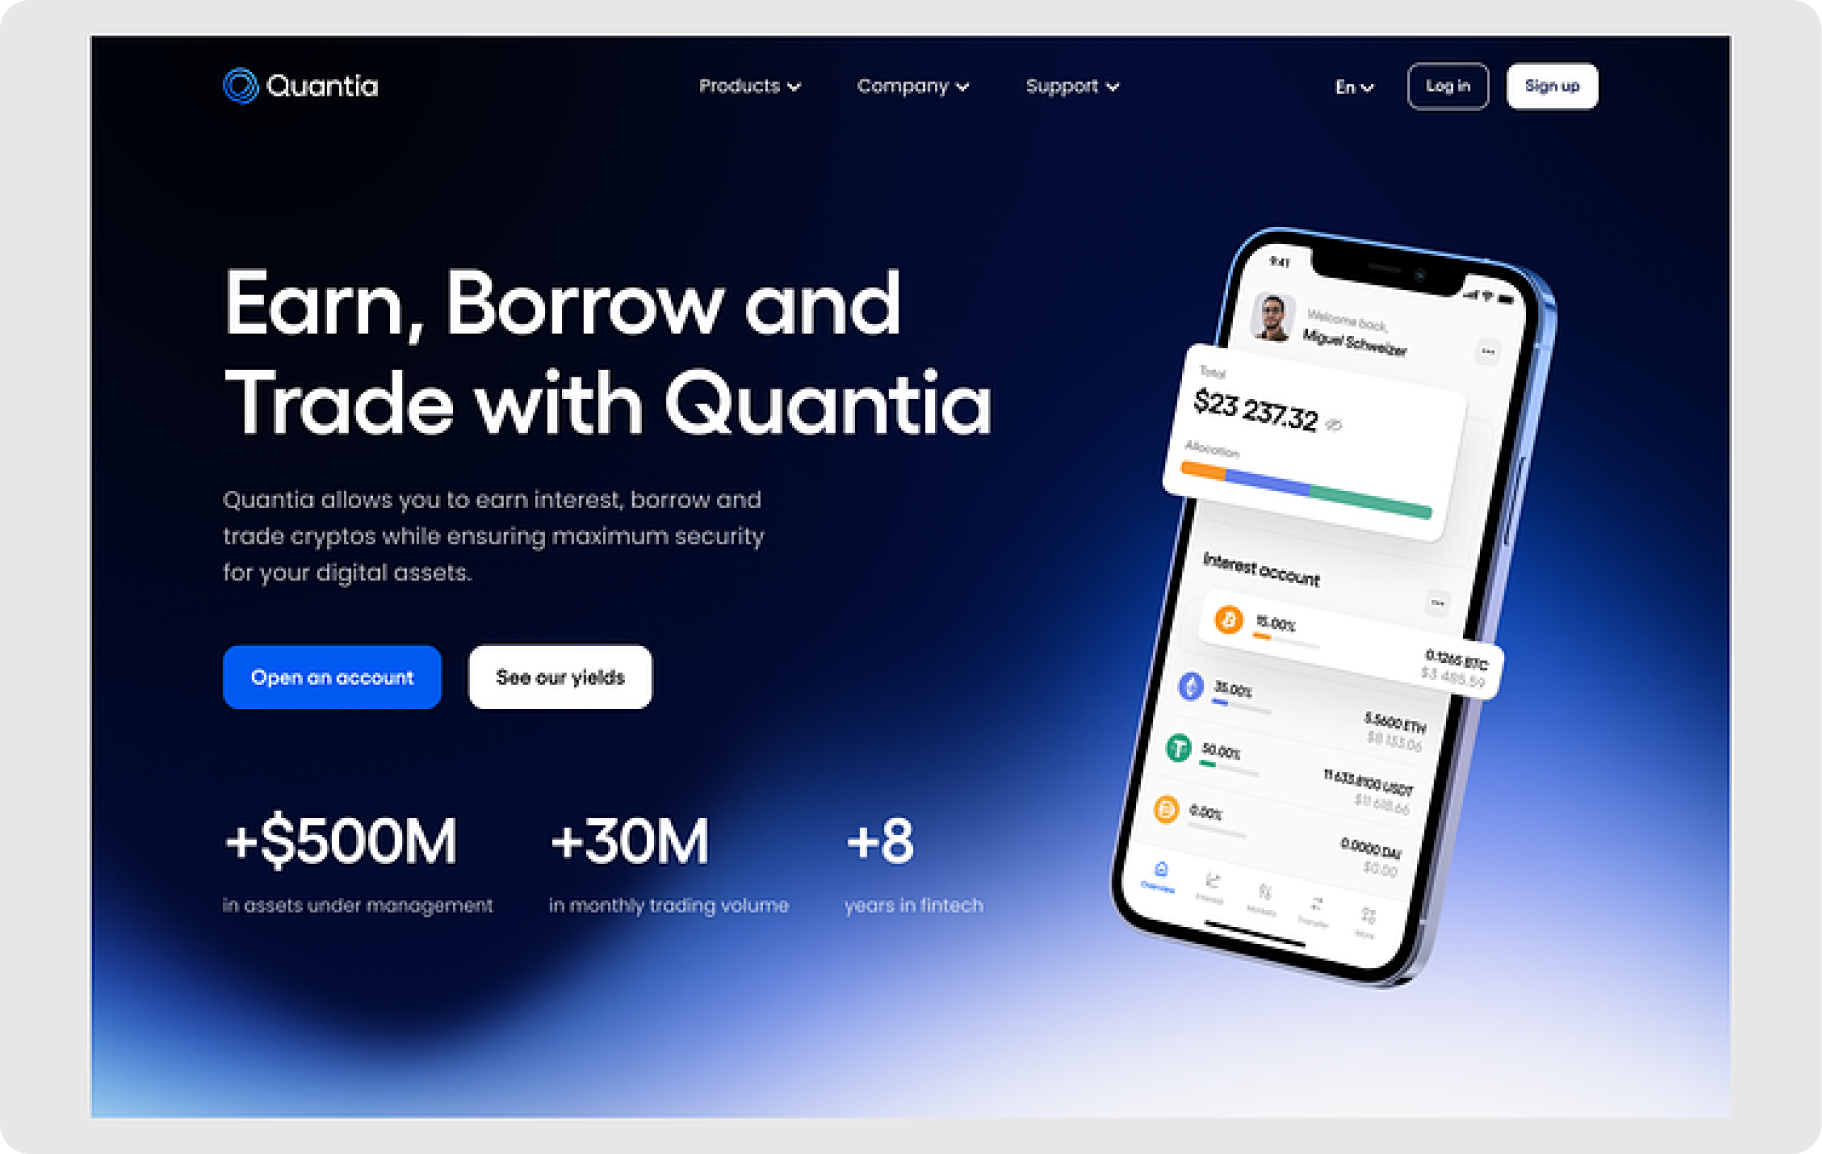 Quantia
Products
Company
Support
En
Log in
Sign up
Earn, Borrow and
Trade with Quantia
Quantia allows you to earn interest, borrow and
trade cryptos while ensuring maximum security
for your digital assets.
Open an account
See our yields
+$500M
in assets under management
+30M
in monthly trading volume
+8
years in fintech
9:41
Welcome back,
Miguel Schweizer
Total
$23 237.32
Allocation
Interest account
15.00%
0.1265 BTC
$3 485.59
35.00%
5.5600 ETH
$8 133.06
50.00%
11 633.8100 USDT
$11 618.66
0.00%
0.0000 DAI
$0.00
Overview
Interest
Markets
Transfer
More